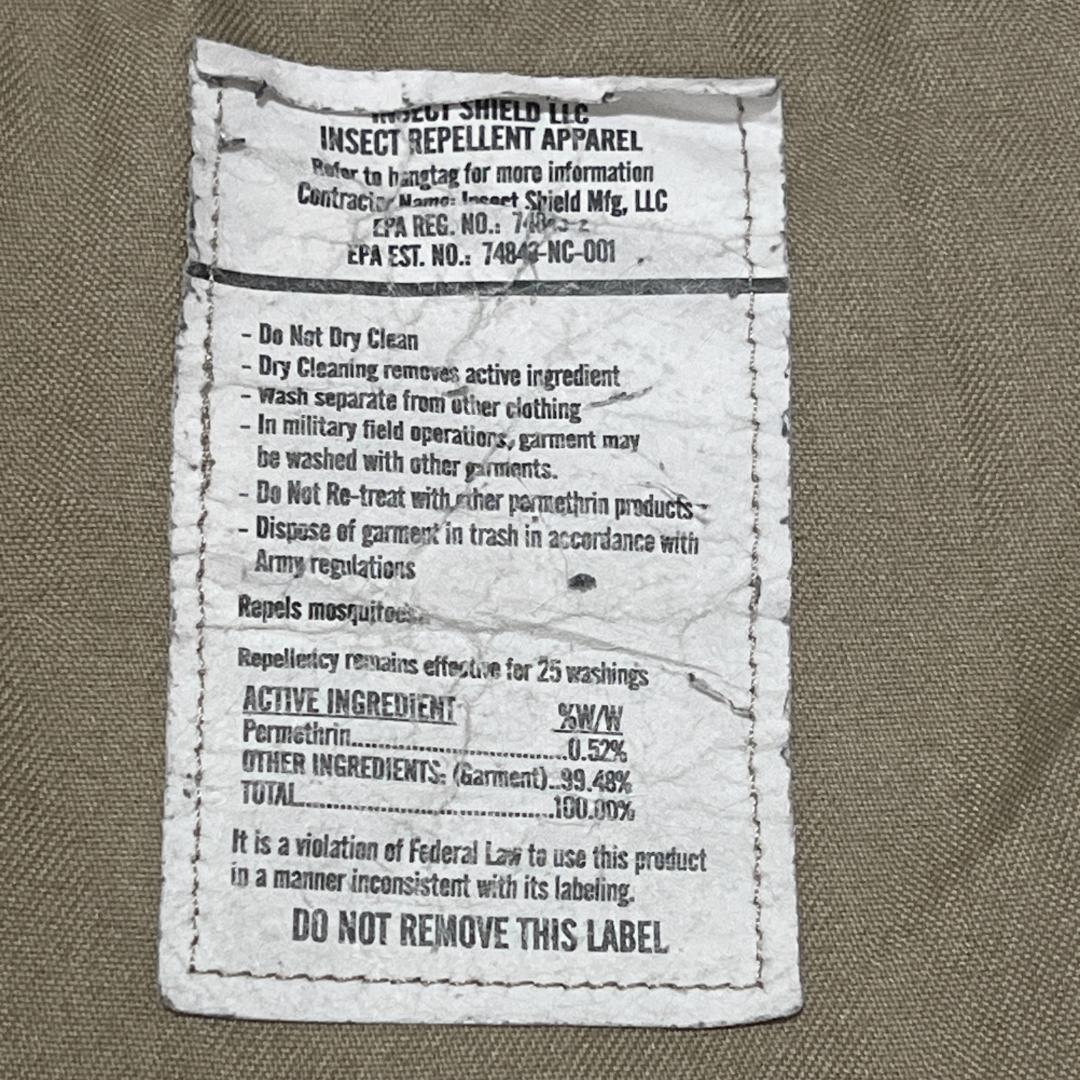 INSECT SHIELD LLC
INSECT REPELLENT APPAREL
Refer to hangtag for more information
Contractor Name: Insect Shield Mfg, LLC
EPA REG. NO.:
EPA EST. NO.: 74843-NC-001
- Do Not Dry Clean
- Dry Cleaning removes active ingredient
- Wash separate from other clothing
- In military field operations, garment may
be washed with other garments.
- Do Not Re-treat with other permethrin products
- Dispose of garment in trash in accordance with
Army regulations
Repels mosquitoes
Repellency remains effective for 25 washings
ACTIVE INGREDIENT %W/W
Permethrin..............................0.52%
OTHER INGREDIENTS: (Garment)..99.48%
TOTAL......................................100.00%
It is a violation of Federal Law to use this product
in a manner inconsistent with its labeling.
DO NOT REMOVE THIS LABEL